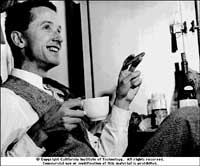 © Copyright California Institute of Technology. All rights reserved.
Commercial use or modification of this material is prohibited.